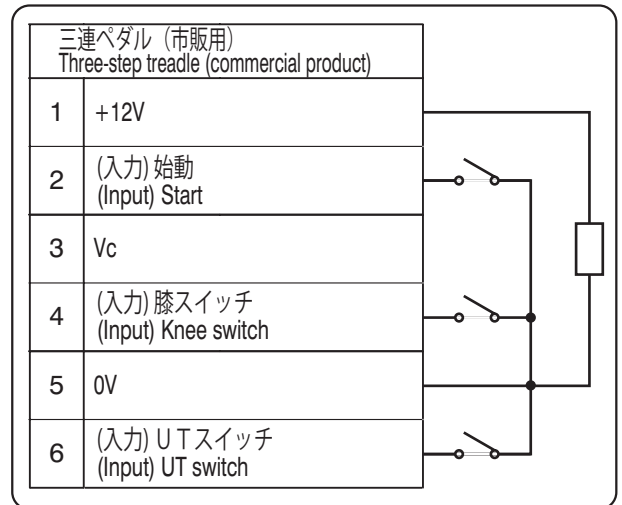 三連ペダル（市販用）
Three-step treadle (commercial product)
1 +12V
2 (入力) 始動
(Input) Start
3 Vc
4 (入力) 膝スイッチ
(Input) Knee switch
5 0V
6 (入力) ＵＴスイッチ
(Input) UT switch